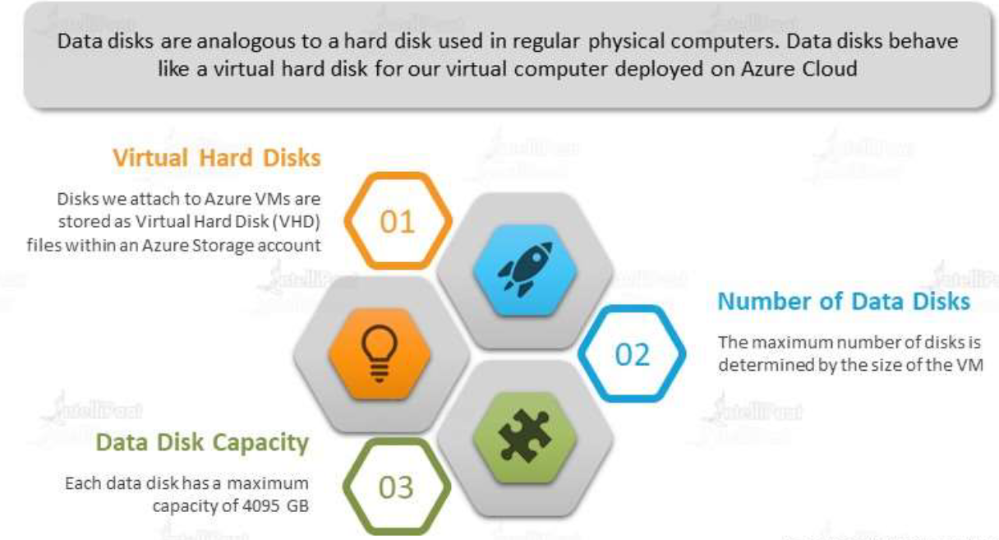 Data disks are analogous to a hard disk used in regular physical computers. Data disks behave
like a virtual hard disk for our virtual computer deployed on Azure Cloud
Virtual Hard Disks
Disks we attach to Azure VMs are
stored as Virtual Hard Disk (VHD)
files within an Azure Storage account
01
Number of Data Disks
The maximum number of disks is
determined by the size of the VM
02
Data Disk Capacity
Each data disk has a maximum
capacity of 4095 GB
03
IntelliPaat